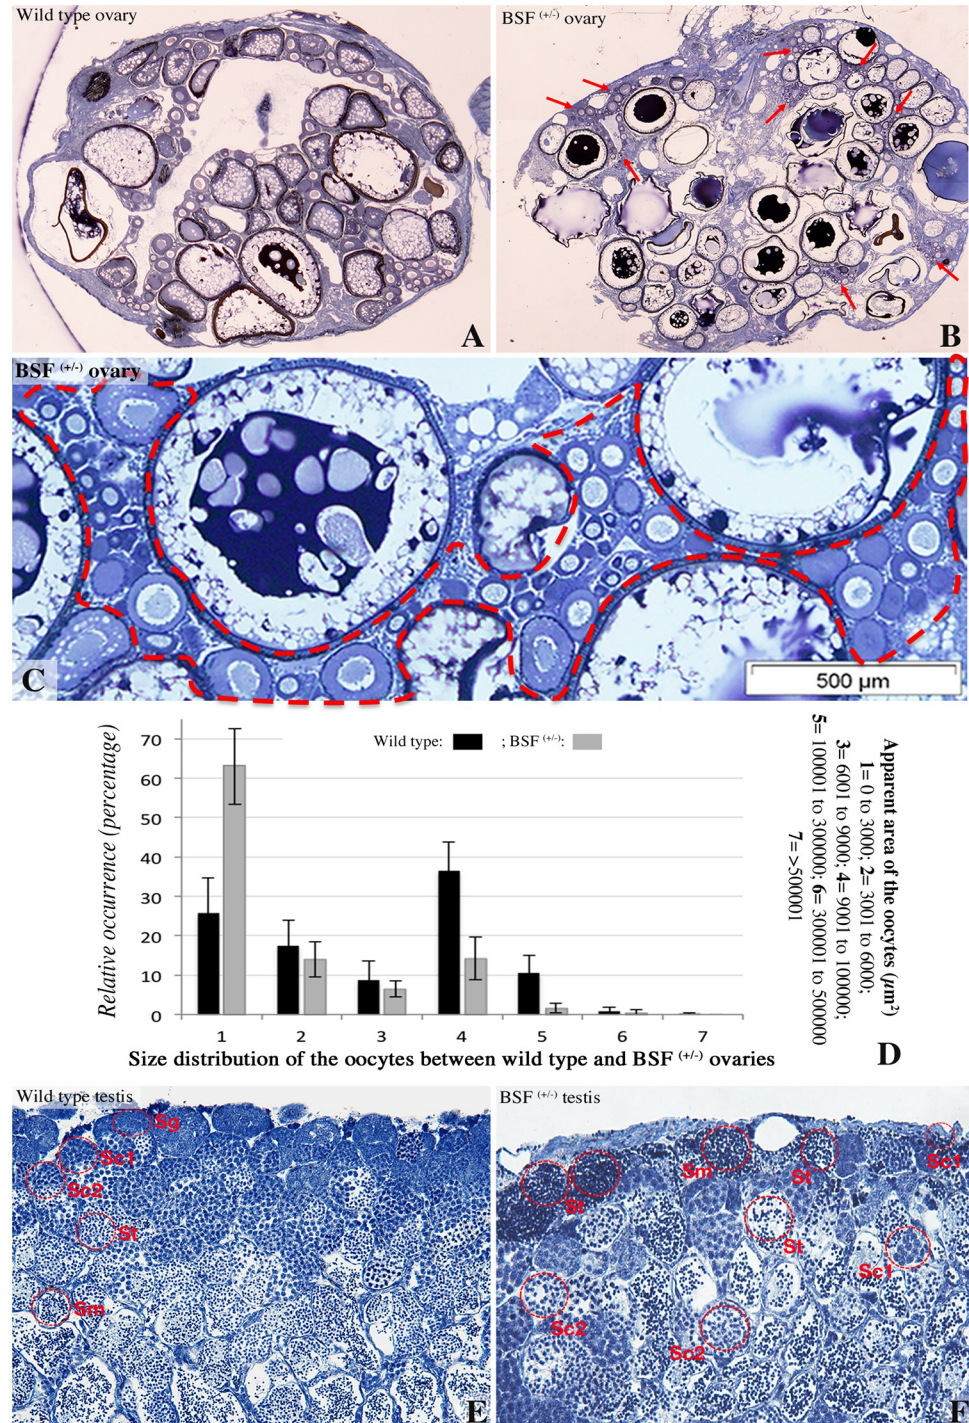 Wild type ovary
A
BSF (+/-) ovary
B
BSF (+/-) ovary
C
500 µm
Relative occurrence (percentage)
70
60
50
40
30
20
10
0
Wild type: ; BSF (+/-):
1 2 3 4 5 6 7
Size distribution of the oocytes between wild type and BSF (+/-) ovaries
Apparent area of the oocytes (µm²)
1= 0 to 3000; 2= 3001 to 6000;
3= 6001 to 9000; 4= 9001 to 100000;
5= 100001 to 300000; 6= 300001 to 500000
7= >500001
D
Wild type testis
Sg
Sc1
Sc2
St
Sm
E
BSF (+/-) testis
Sm
St
Sc1
St
St
Sc1
Sc2
Sc2
F